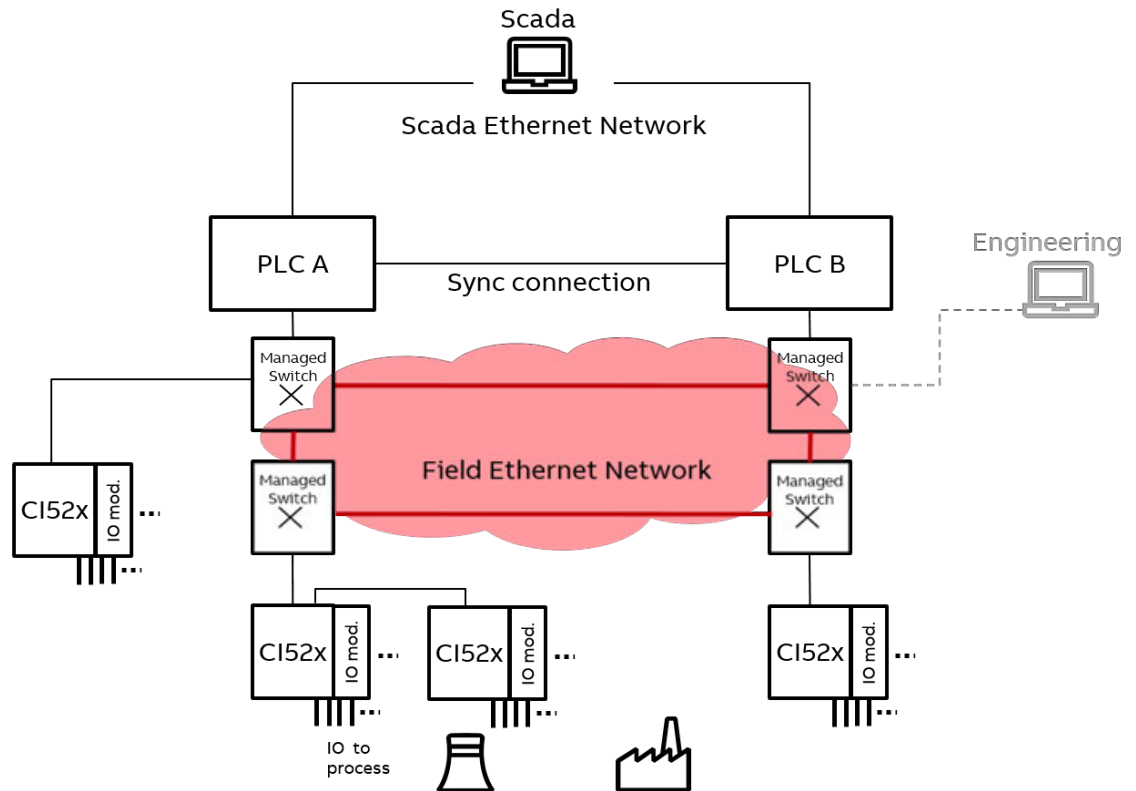 Scada
Scada Ethernet Network
PLC A
PLC B
Sync connection
Engineering
Managed
Switch
Managed
Switch
Field Ethernet Network
Managed
Switch
Managed
Switch
CI52x
IO mod.
CI52x
IO mod.
CI52x
IO mod.
CI52x
IO mod.
IO to
process